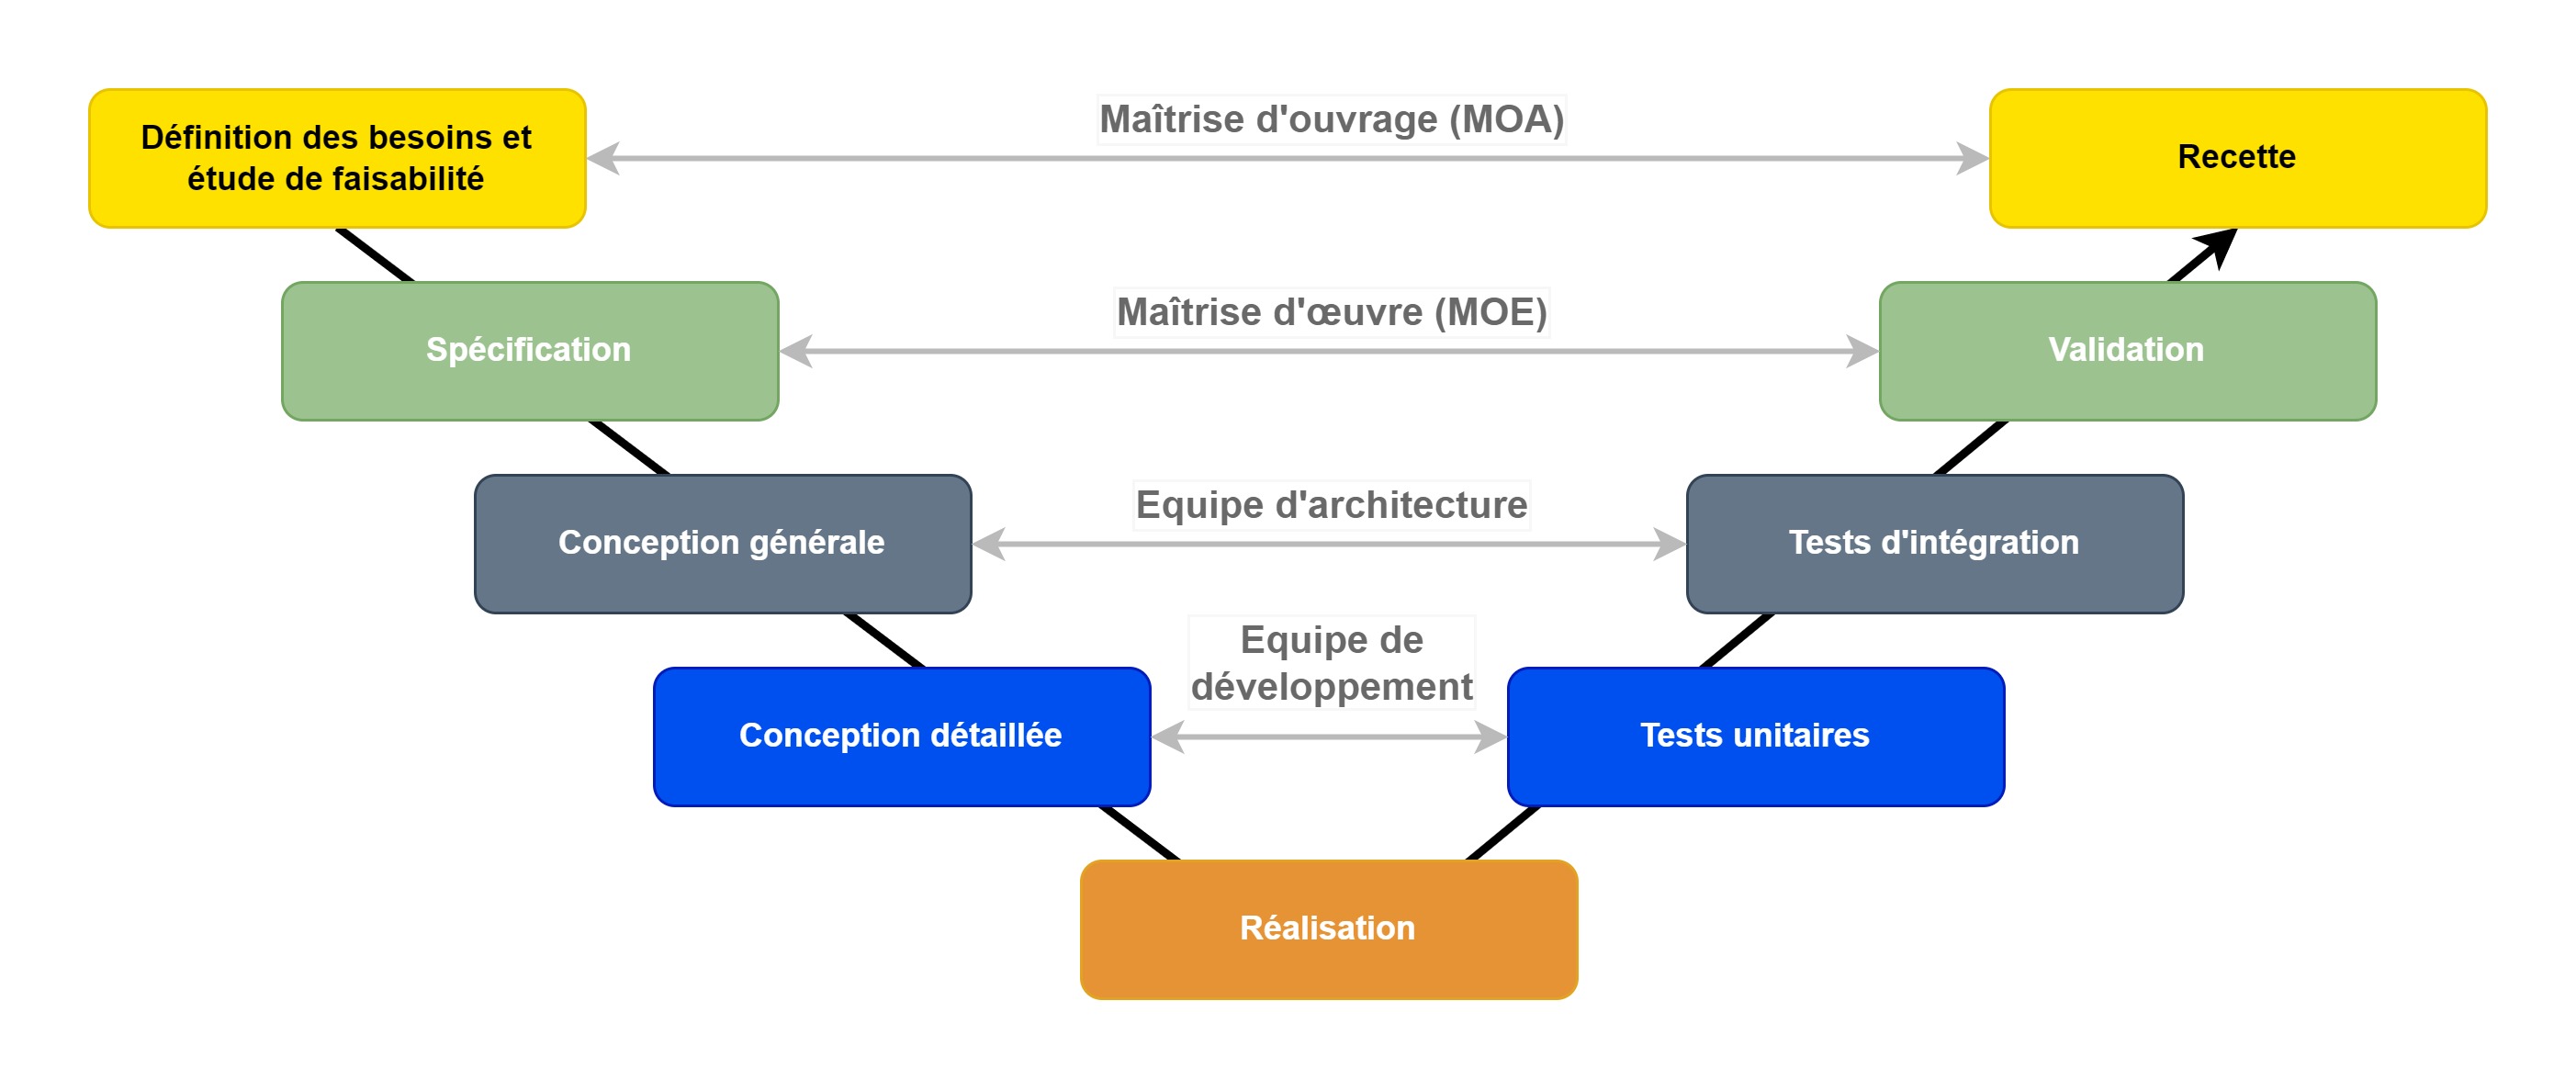 Définition des besoins et
étude de faisabilité
Maîtrise d'ouvrage (MOA)
Recette
Spécification
Maîtrise d'œuvre (MOE)
Validation
Conception générale
Equipe d'architecture
Tests d'intégration
Conception détaillée
Equipe de
développement
Tests unitaires
Réalisation